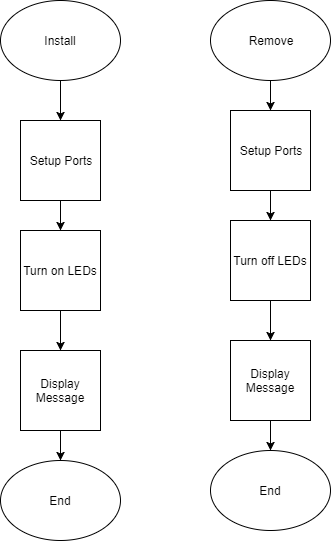 Install
Setup Ports
Turn on LEDs
Display
Message
End
Remove
Setup Ports
Turn off LEDs
Display
Message
End